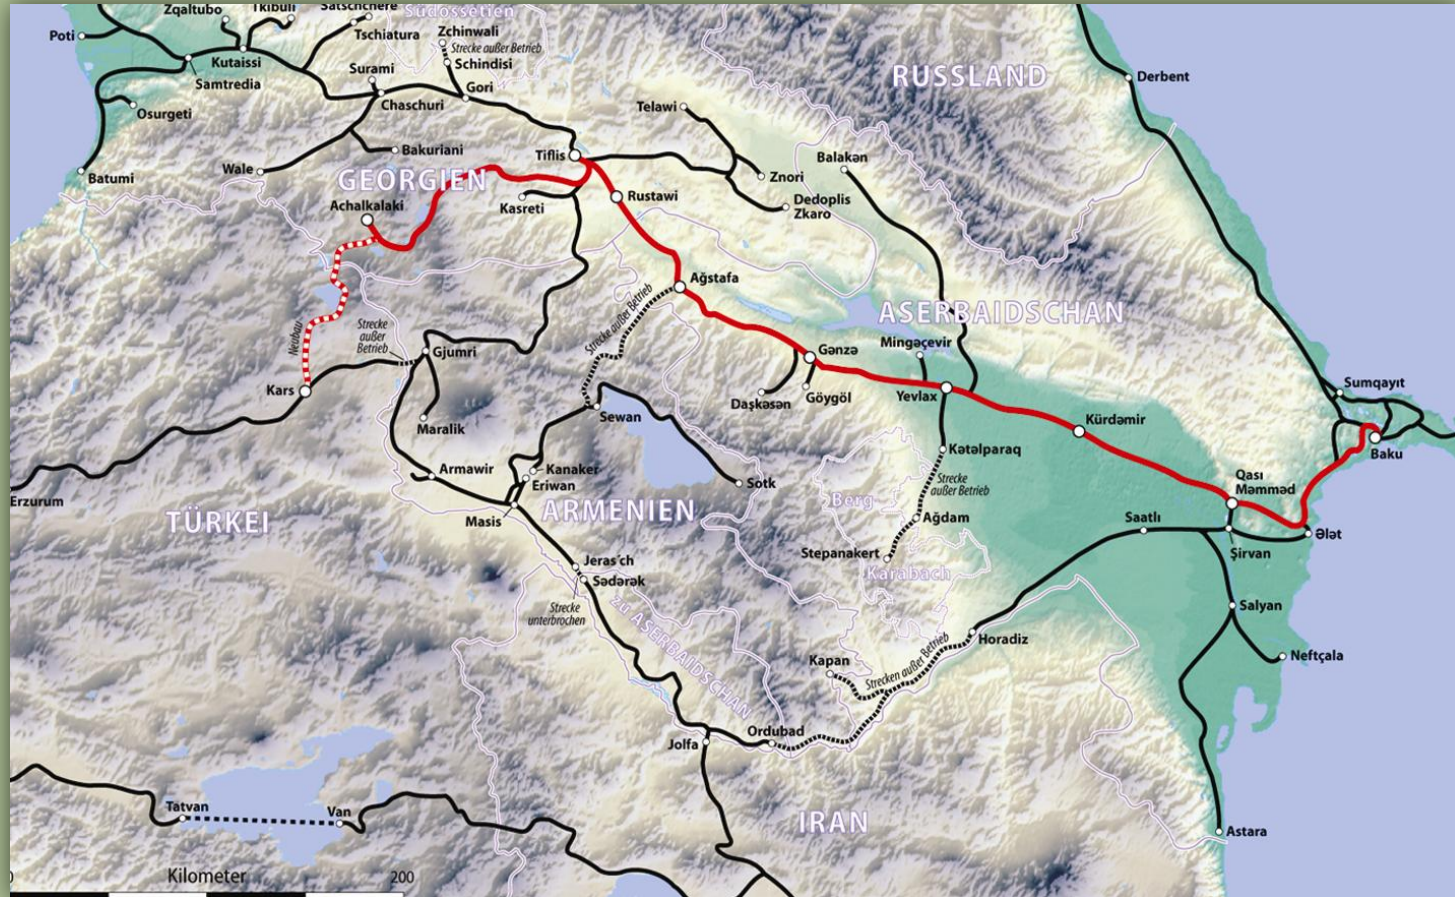 Zqaltubo
Tkibuli
Satschchere
Südossetien
Poti
Tschiatura
Zchinwali
Strecke außer Betrieb
Kutaissi
Surami
Schindisi
RUSSLAND
Derbent
Samtredia
Gori
Chaschuri
Osurgeti
Telawi
Bakuriani
Tiflis
Balakən
Wale
Batumi
GEORGIEN
Znori
Rustawi
Achalkalaki
Kasreti
Dedoplis
Zkaro
Ağstafa
Strecke außer Betrieb
ASERBAIDSCHAN
Neubau
Strecke
außer
Betrieb
Gjumri
Gənzə
Mingəçevir
Kars
Sumqayıt
Daşkəsən
Göygöl
Yevlax
Sewan
Kürdəmir
Maralik
Baku
Kətəlparaq
Armawir
Kanaker
Eriwan
Sotk
Strecke
außer Betrieb
Qası
Məmməd
Erzurum
Berg
TÜRKEI
ARMENIEN
Masis
Saatlı
Ağdam
Ələt
Stepanakert
Şirvan
Jeras'ch
Karabach
Sədərək
Strecke
unterbrochen
zu ASERBAIDSCHAN
Salyan
Horadiz
Neftçala
Kapan
Strecken außer Betrieb
Ordubad
Jolfa
Tatvan
Van
IRAN
Astara
0
Kilometer
200